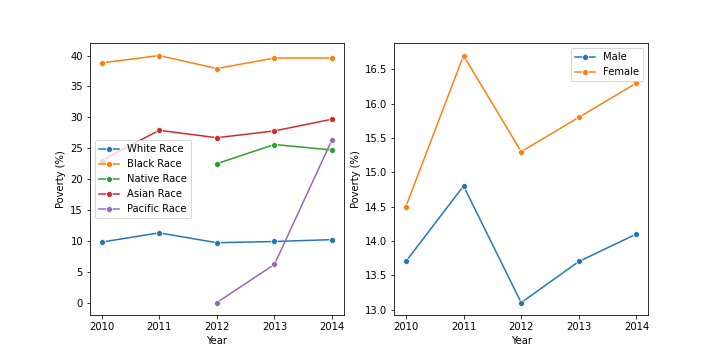 40
35
30
25
20
15
10
5
0
Poverty (%)
White Race
Black Race
Native Race
Asian Race
Pacific Race
2010 2011 2012 2013 2014
Year
16.5
16.0
15.5
15.0
14.5
14.0
13.5
13.0
Poverty (%)
Male
Female
2010 2011 2012 2013 2014
Year